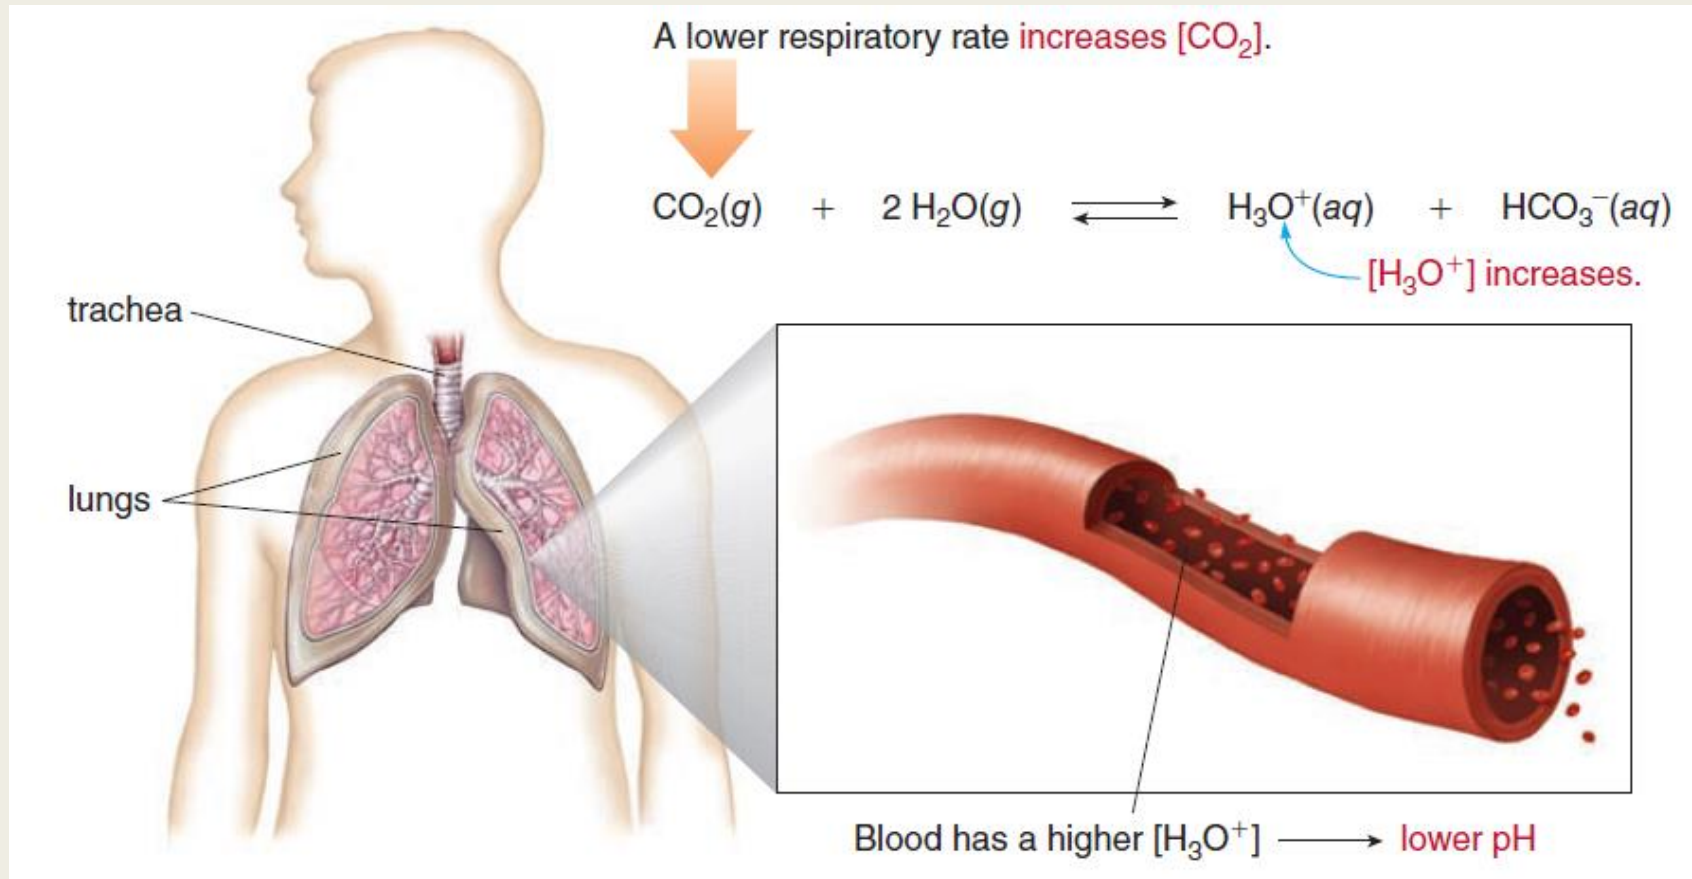 A lower respiratory rate increases [CO₂].
CO₂(g) + 2 H₂O(g) ⇌ H₃O⁺(aq) + HCO₃⁻(aq)
[H₃O⁺] increases.
trachea
lungs
Blood has a higher [H₃O⁺] → lower pH